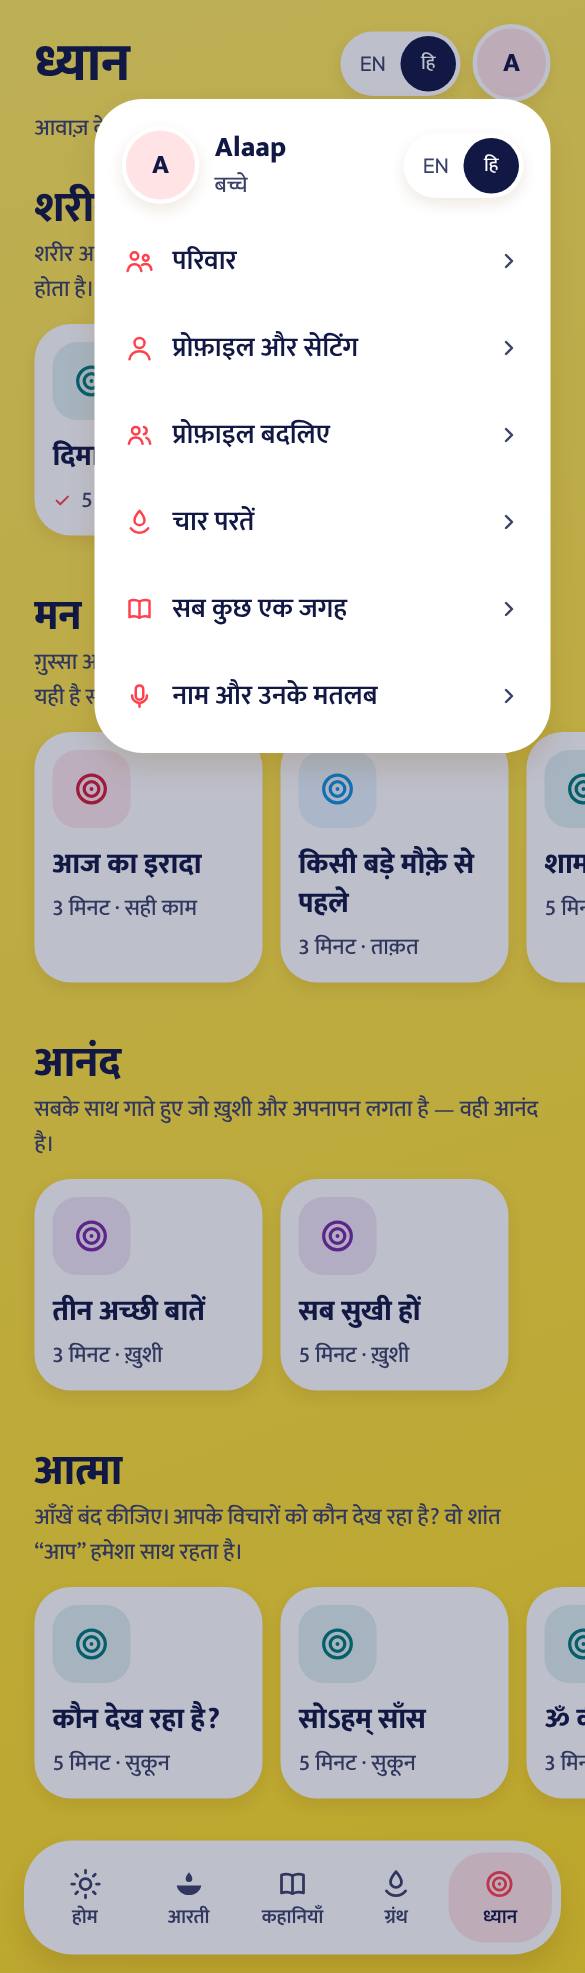 ध्यान
EN
हि
A
आवाज़
A
Alaap
बच्चे
EN
हि
परिवार
प्रोफ़ाइल और सेटिंग
प्रोफ़ाइल बदलिए
चार परतें
सब कुछ एक जगह
नाम और उनके मतलब
शरीर
होता है।
5
मन
ग़ुस्सा
यही है
आज का इरादा
3 मिनट · सही काम
किसी बड़े मौक़े से
पहले
3 मिनट · ताक़त
5
आनंद
सबके साथ गाते हुए जो ख़ुशी और अपनापन लगता है — वही आनंद
है।
तीन अच्छी बातें
3 मिनट · ख़ुशी
सब सुखी हों
5 मिनट · ख़ुशी
आत्मा
आँखें बंद कीजिए। आपके विचारों को कौन देख रहा है? वो शांत
“आप” हमेशा साथ रहता है।
कौन देख रहा है?
5 मिनट · सुकून
सोऽहम् साँस
5 मिनट · सुकून
ॐ
3
होम
आरती
कहानियाँ
ग्रंथ
ध्यान